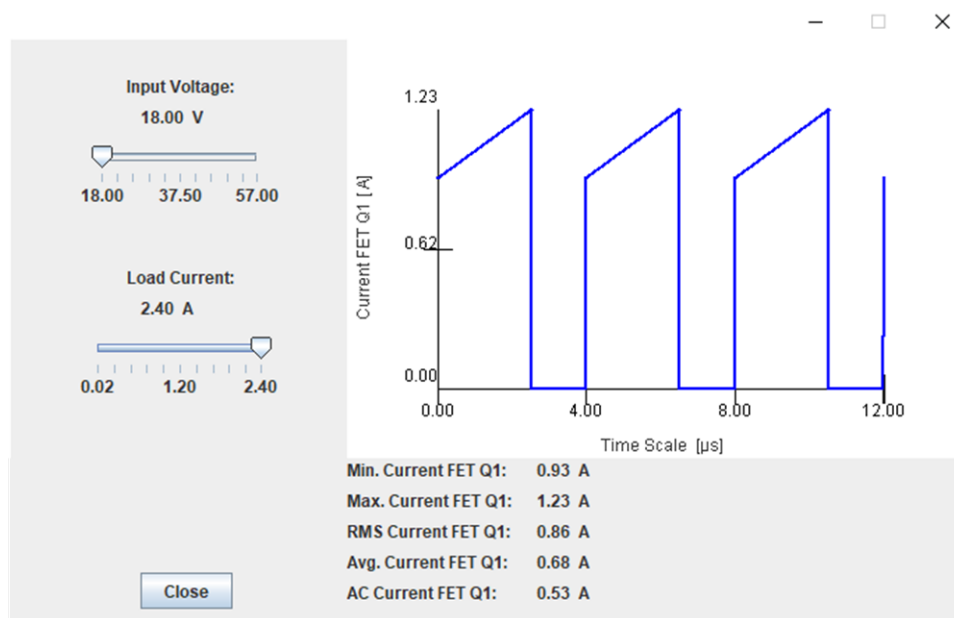 Input Voltage:
18.00 V
18.00 37.50 57.00
Load Current:
2.40 A
0.02 1.20 2.40
Close
1.23
0.62
0.00
Current FET Q1 [A]
0.00 4.00 8.00 12.00
Time Scale [µs]
Min. Current FET Q1: 0.93 A
Max. Current FET Q1: 1.23 A
RMS Current FET Q1: 0.86 A
Avg. Current FET Q1: 0.68 A
AC Current FET Q1: 0.53 A